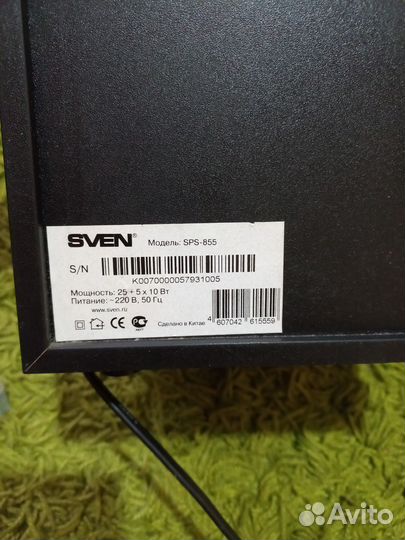 SVEN® Модель: SPS-855
S/N
K0070000057931005
Мощность: 25 + 5 x 10 Вт
Питание: ~220 В, 50 Гц
www.sven.ru
CE Сделано в Китае
4 607042 615559
Avito